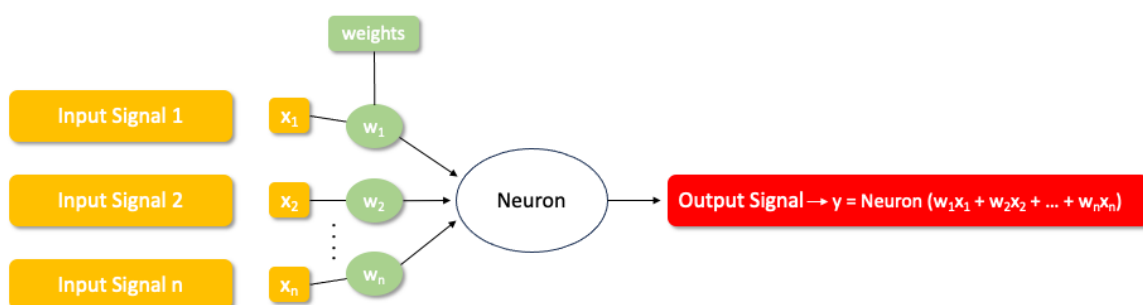 weights
Input Signal 1
x₁
w₁
Input Signal 2
x₂
w₂
Neuron
Output Signal → y = Neuron (w₁x₁ + w₂x₂ + ... + wₙxₙ)
Input Signal n
xₙ
wₙ